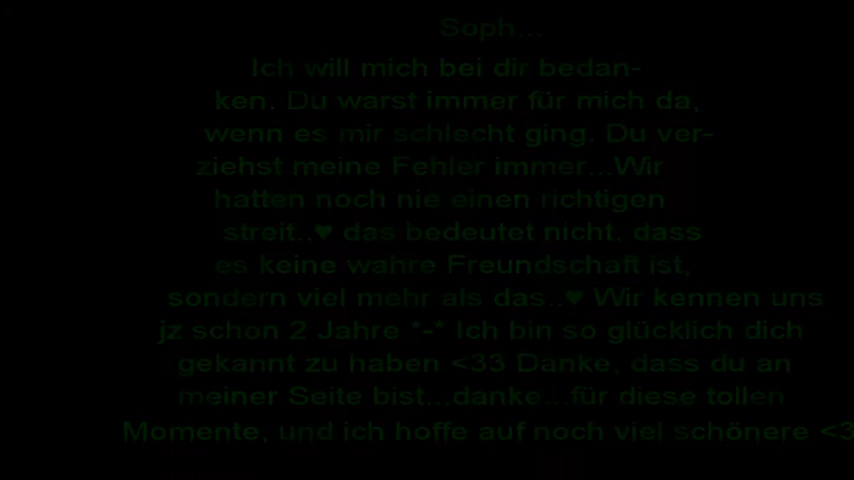 Soph...
Ich will mich bei dir bedan-
ken. Du warst immer für mich da,
wenn es mir schlecht ging. Du ver-
ziehst meine Fehler immer...Wir
hatten noch nie einen richtigen
streit..♥ das bedeutet nicht, dass
es keine wahre Freundschaft ist,
sondern viel mehr als das..♥ Wir kennen uns
jz schon 2 Jahre *-* Ich bin so glücklich dich
gekannt zu haben <33 Danke, dass du an
meiner Seite bist...danke...für diese tollen
Momente, und ich hoffe auf noch viel schönere <3